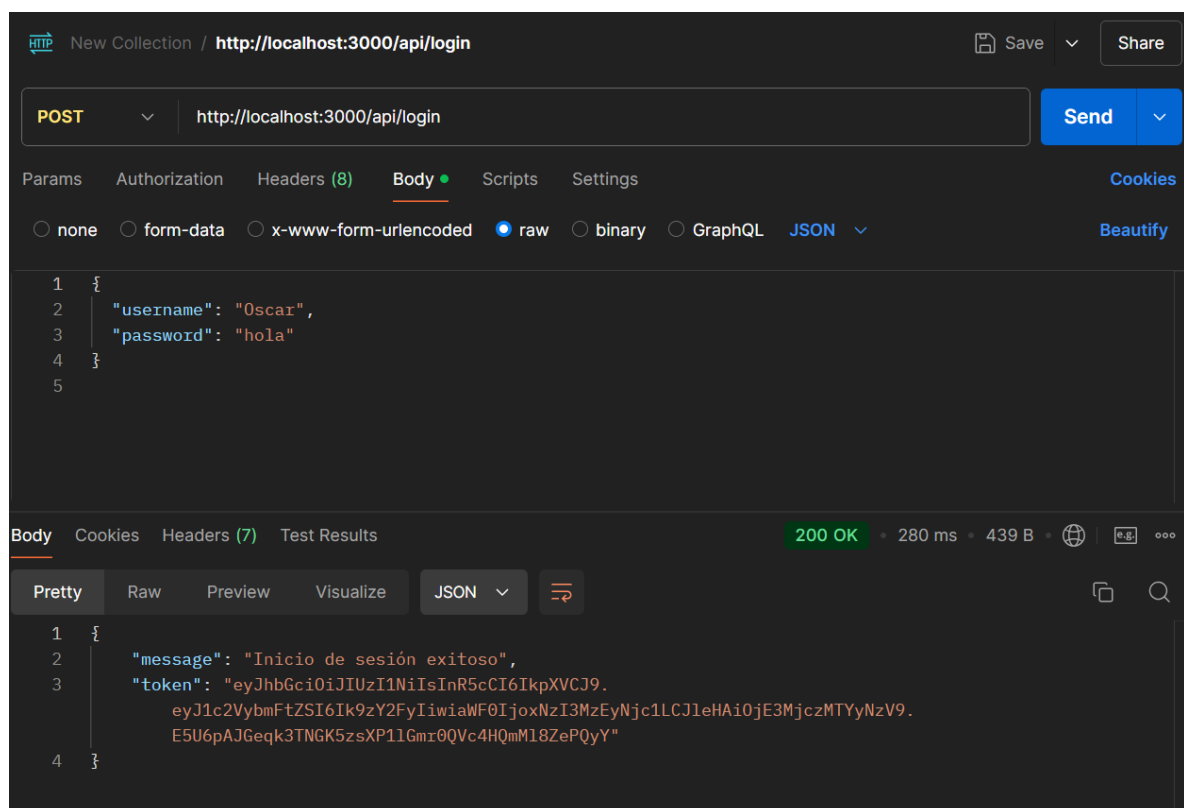 HTTP New Collection / http://localhost:3000/api/login Save Share
POST http://localhost:3000/api/login Send
Params Authorization Headers (8) Body Scripts Settings Cookies
none form-data x-www-form-urlencoded raw binary GraphQL JSON Beautify
1 {
2 "username": "Oscar",
3 "password": "hola"
4 }
5
Body Cookies Headers (7) Test Results 200 OK • 280 ms • 439 B • e.g.
Pretty Raw Preview Visualize JSON
1 {
2 "message": "Inicio de sesión exitoso",
3 "token": "eyJhbGciOiJIUzI1NiIsInR5cCI6IkpXVCJ9.
eyJ1c2VybmFtZSI6Ik9zY2FyIiwiaWF0IjoxNzI3MzEyNjc1LCJleHAiOjE3MjczMTYyNzV9.
E5U6pAJGeqk3TNGK5zsXP1lGmr0QVc4HQmMl8ZePQyY"
4 }